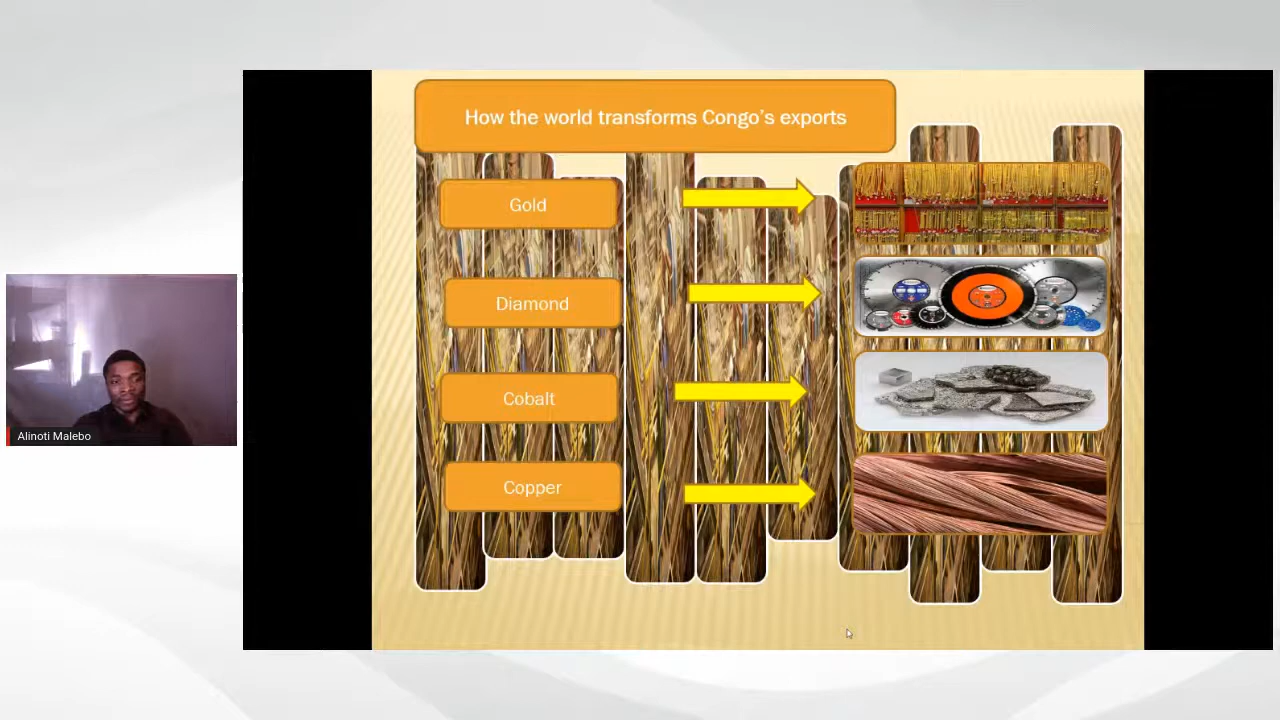 How the world transforms Congo's exports
Gold
Diamond
Cobalt
Copper
Alinoti Malebo